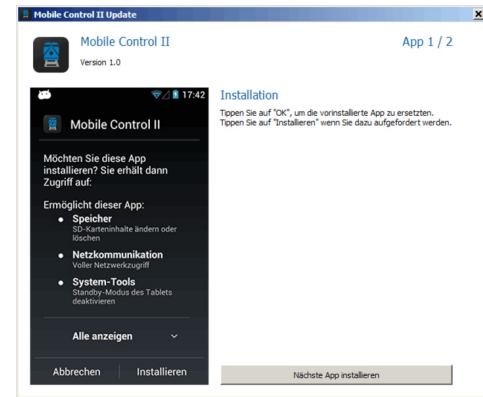 Mobile Control II Update
Mobile Control II
App 1 / 2
Version 1.0
17:42
Mobile Control II
Möchten Sie diese App
installieren? Sie erhält dann
Zugriff auf:
Ermöglicht dieser App:
Speicher
SD-Karteninhalte ändern oder
löschen
Netzkommunikation
Voller Netzwerkzugriff
System-Tools
Standby-Modus des Tablets
deaktivieren
Alle anzeigen
Abbrechen
Installieren
Installation
Tippen Sie auf "OK", um die vorinstallierte App zu ersetzten.
Tippen Sie auf "Installieren" wenn Sie dazu aufgefordert werden.
Nächste App installieren